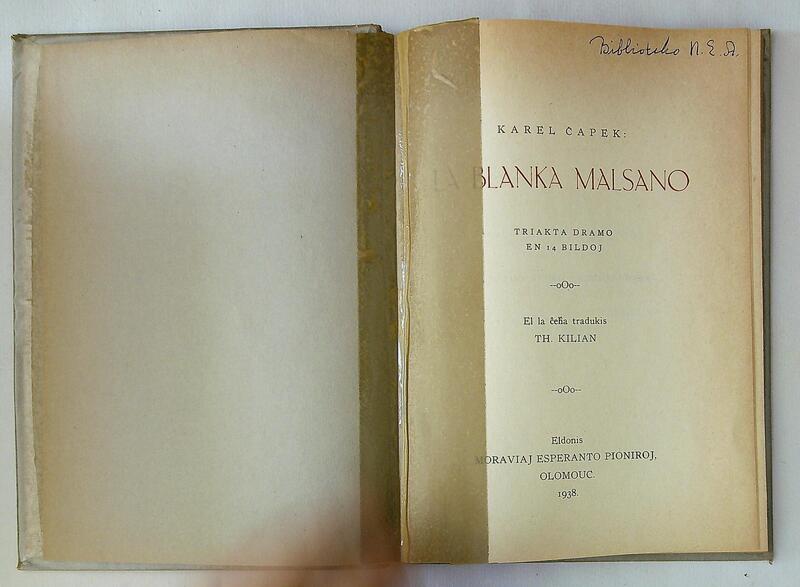 Biblioteko N. E. A.
KAREL ČAPEK:
LA BLANKA MALSANO
TRIAKTA DRAMO
EN 14 BILDOJ
--oOo--
El la ĉeĥa tradukis
TH. KILIAN
--oOo--
Eldonis
MORAVIAJ ESPERANTO PIONIROJ,
OLOMOUC.
1938.